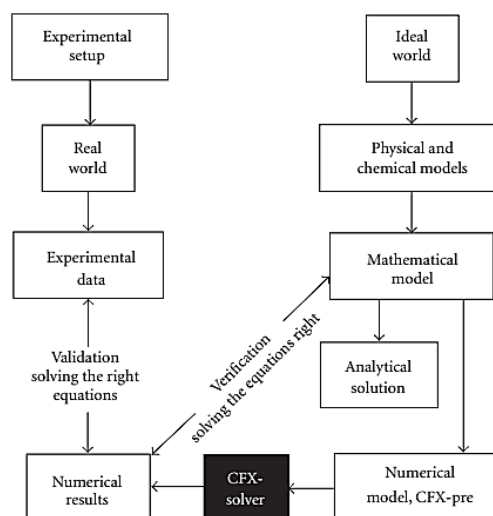 Experimental
setup
Ideal
world
Real
world
Physical and
chemical models
Experimental
data
Mathematical
model
Verification
solving the equations right
Validation
solving the right
equations
Analytical
solution
Numerical
results
CFX-
solver
Numerical
model, CFX-pre